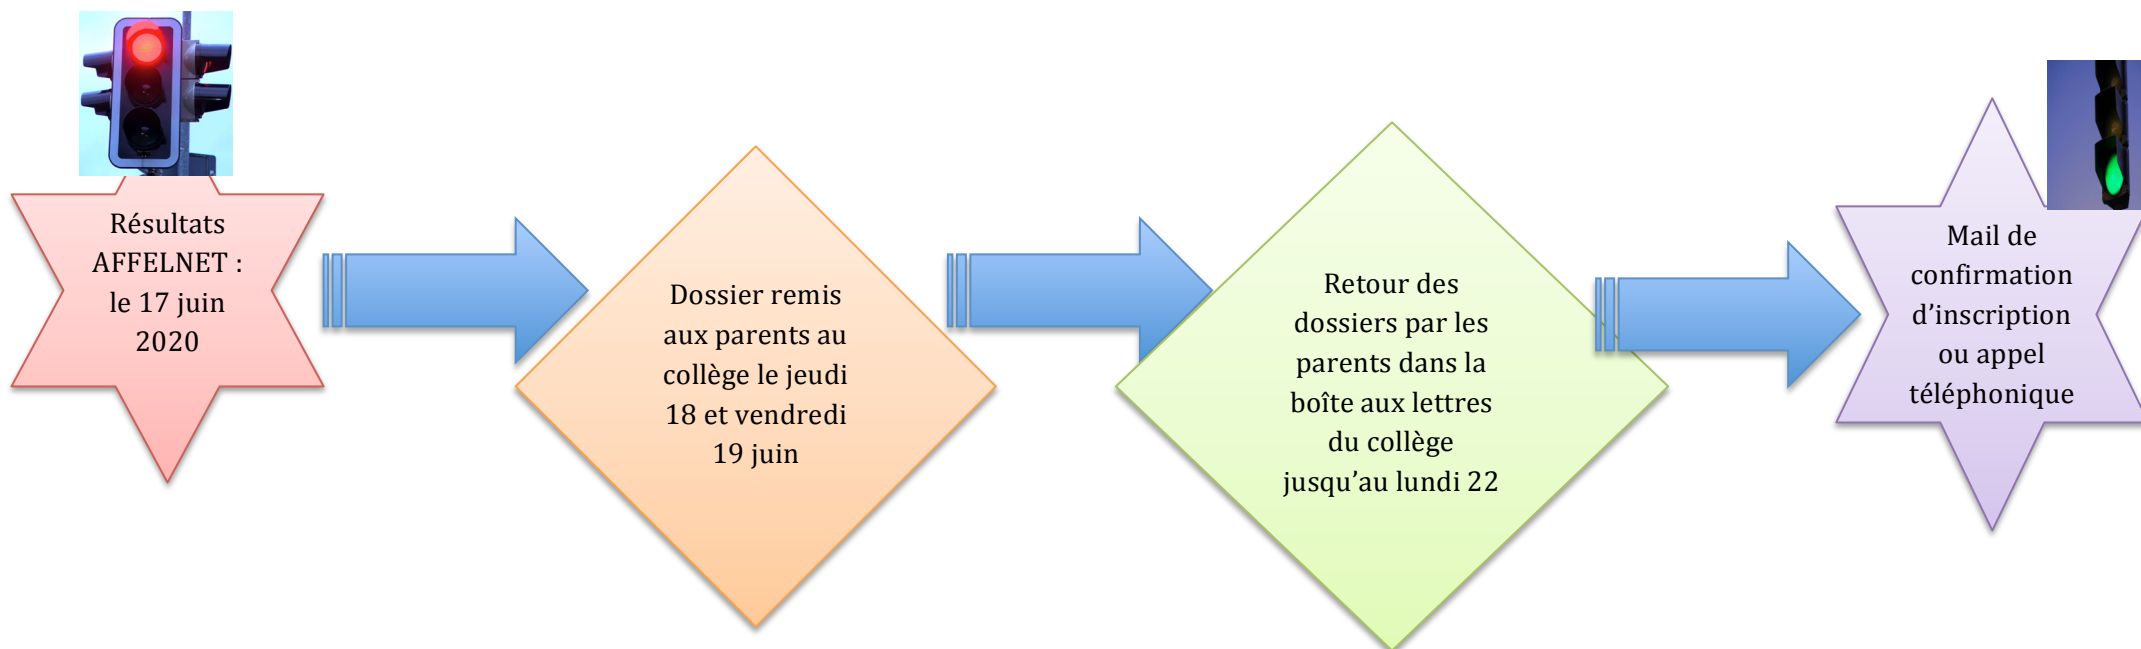 Résultats
AFFELNET :
le 17 juin
2020
Dossier remis
aux parents au
collège le jeudi
18 et vendredi
19 juin
Retour des
dossiers par les
parents dans la
boîte aux lettres
du collège
jusqu’au lundi 22
Mail de
confirmation
d’inscription
ou appel
téléphonique